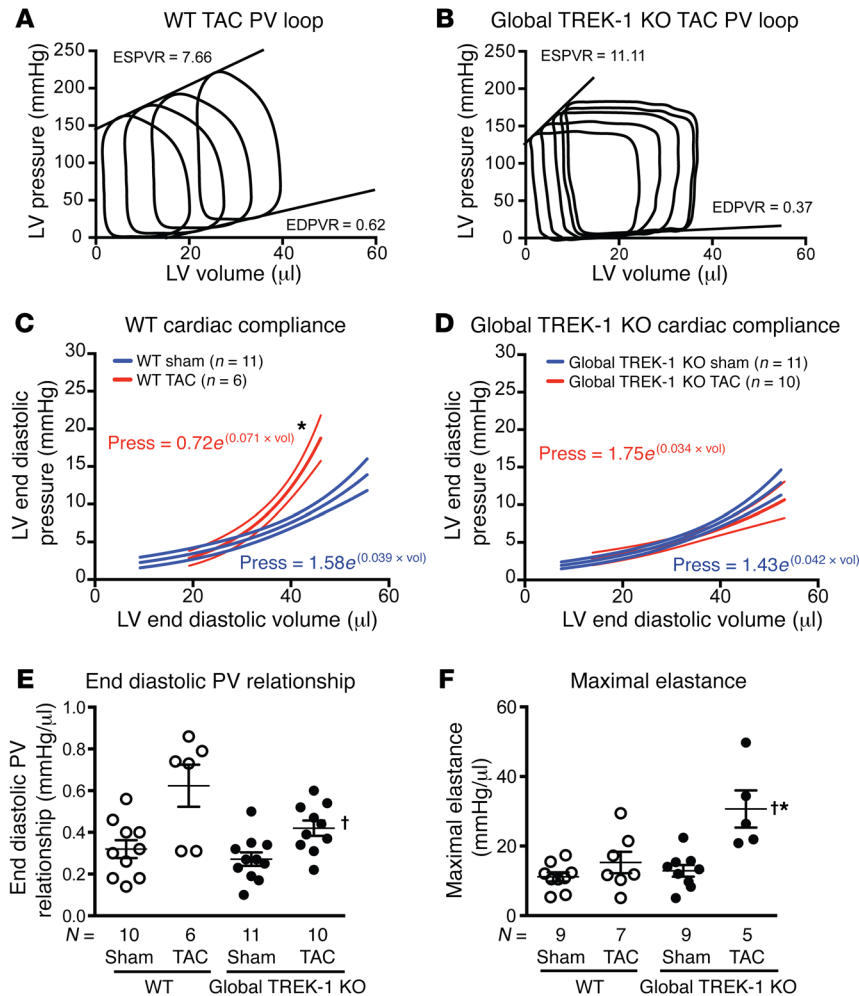 A WT TAC PV loop
LV pressure (mmHg)
250
200
150
100
50
0
ESPVR = 7.66
EDPVR = 0.62
0 20 40 60
LV volume (µl)
B Global TREK-1 KO TAC PV loop
LV pressure (mmHg)
250
200
150
100
50
0
ESPVR = 11.11
EDPVR = 0.37
0 20 40 60
LV volume (µl)
C WT cardiac compliance
LV end diastolic
pressure (mmHg)
30
25
20
15
10
5
0
WT sham (n = 11)
WT TAC (n = 6)
*
Press = 0.72e(0.071 × vol)
Press = 1.58e(0.039 × vol)
0 20 40 60
LV end diastolic volume (µl)
D Global TREK-1 KO cardiac compliance
LV end diastolic
pressure (mmHg)
30
25
20
15
10
5
0
Global TREK-1 KO sham (n = 11)
Global TREK-1 KO TAC (n = 10)
Press = 1.75e(0.034 × vol)
Press = 1.43e(0.042 × vol)
0 20 40 60
LV end diastolic volume (µl)
E End diastolic PV relationship
End diastolic PV
relationship (mmHg/µl)
1.0
0.8
0.6
0.4
0.2
0.0
†
N = 10 6 11 10
Sham TAC Sham TAC
WT Global TREK-1 KO
F Maximal elastance
Maximal elastance
(mmHg/µl)
60
40
20
0
†*
N = 9 7 9 5
Sham TAC Sham TAC
WT Global TREK-1 KO